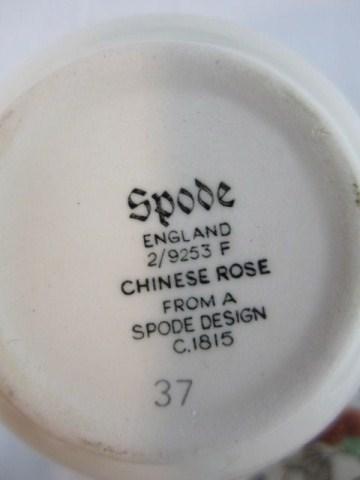 Spode
ENGLAND
2/9253 F
CHINESE ROSE
FROM A
SPODE DESIGN
C.1815
37